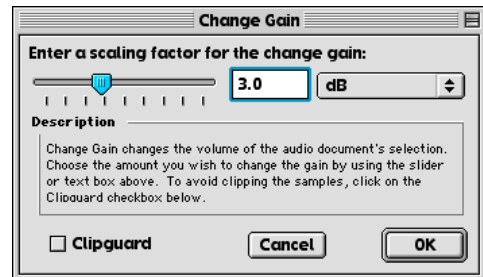 Change Gain
Enter a scaling factor for the change gain:
3.0 dB
Description
Change Gain changes the volume of the audio document's selection.
Choose the amount you wish to change the gain by using the slider
or text box above. To avoid clipping the samples, click on the
Clipguard checkbox below.
Clipguard Cancel OK